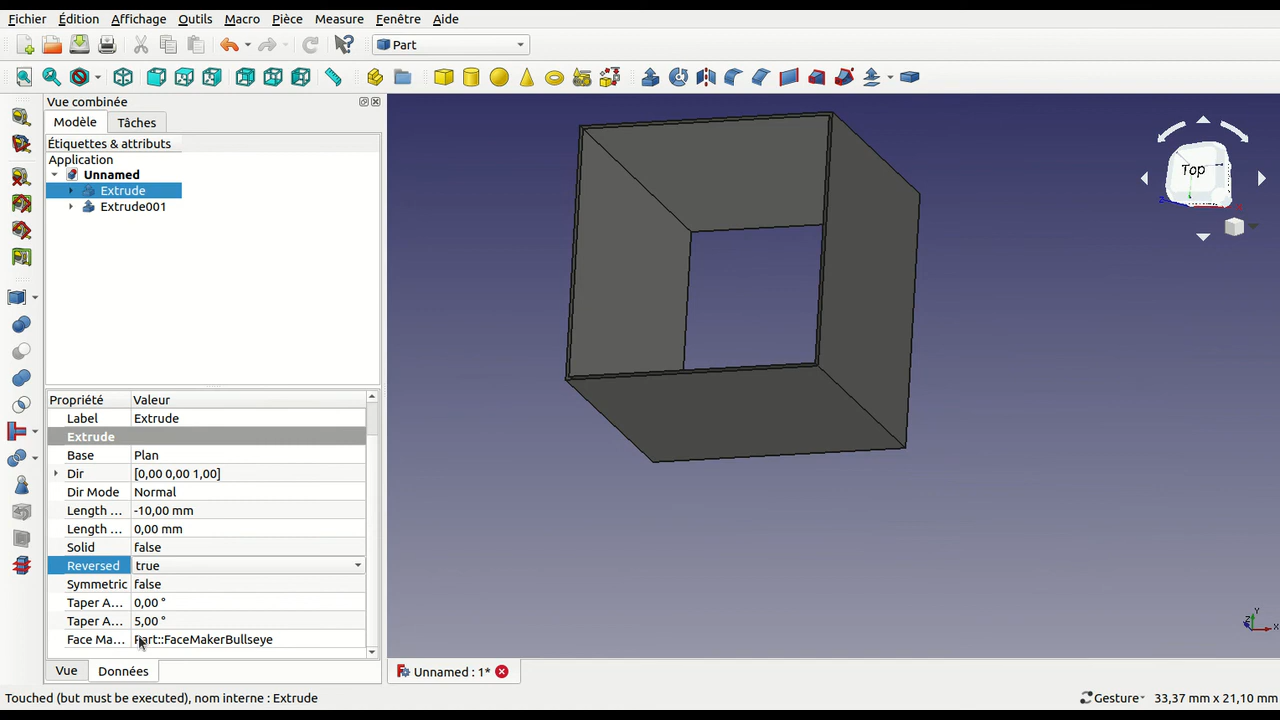 Fichier Édition Affichage Outils Macro Pièce Measure Fenêtre Aide
Part
Vue combinée
Modèle Tâches
Étiquettes & attributs
Application
Unnamed
Extrude
Extrude001
Propriété Valeur
Label Extrude
Extrude
Base Plan
Dir [0,00 0,00 1,00]
Dir Mode Normal
Length ... -10,00 mm
Length ... 0,00 mm
Solid false
Reversed true
Symmetric false
Taper A... 0,00 °
Taper A... 5,00 °
Face Ma... Part::FaceMakerBullseye
Vue Données
Unnamed : 1*
Touched (but must be executed), nom interne : Extrude
Gesture 33,37 mm x 21,10 mm
Top
Z
Y
X